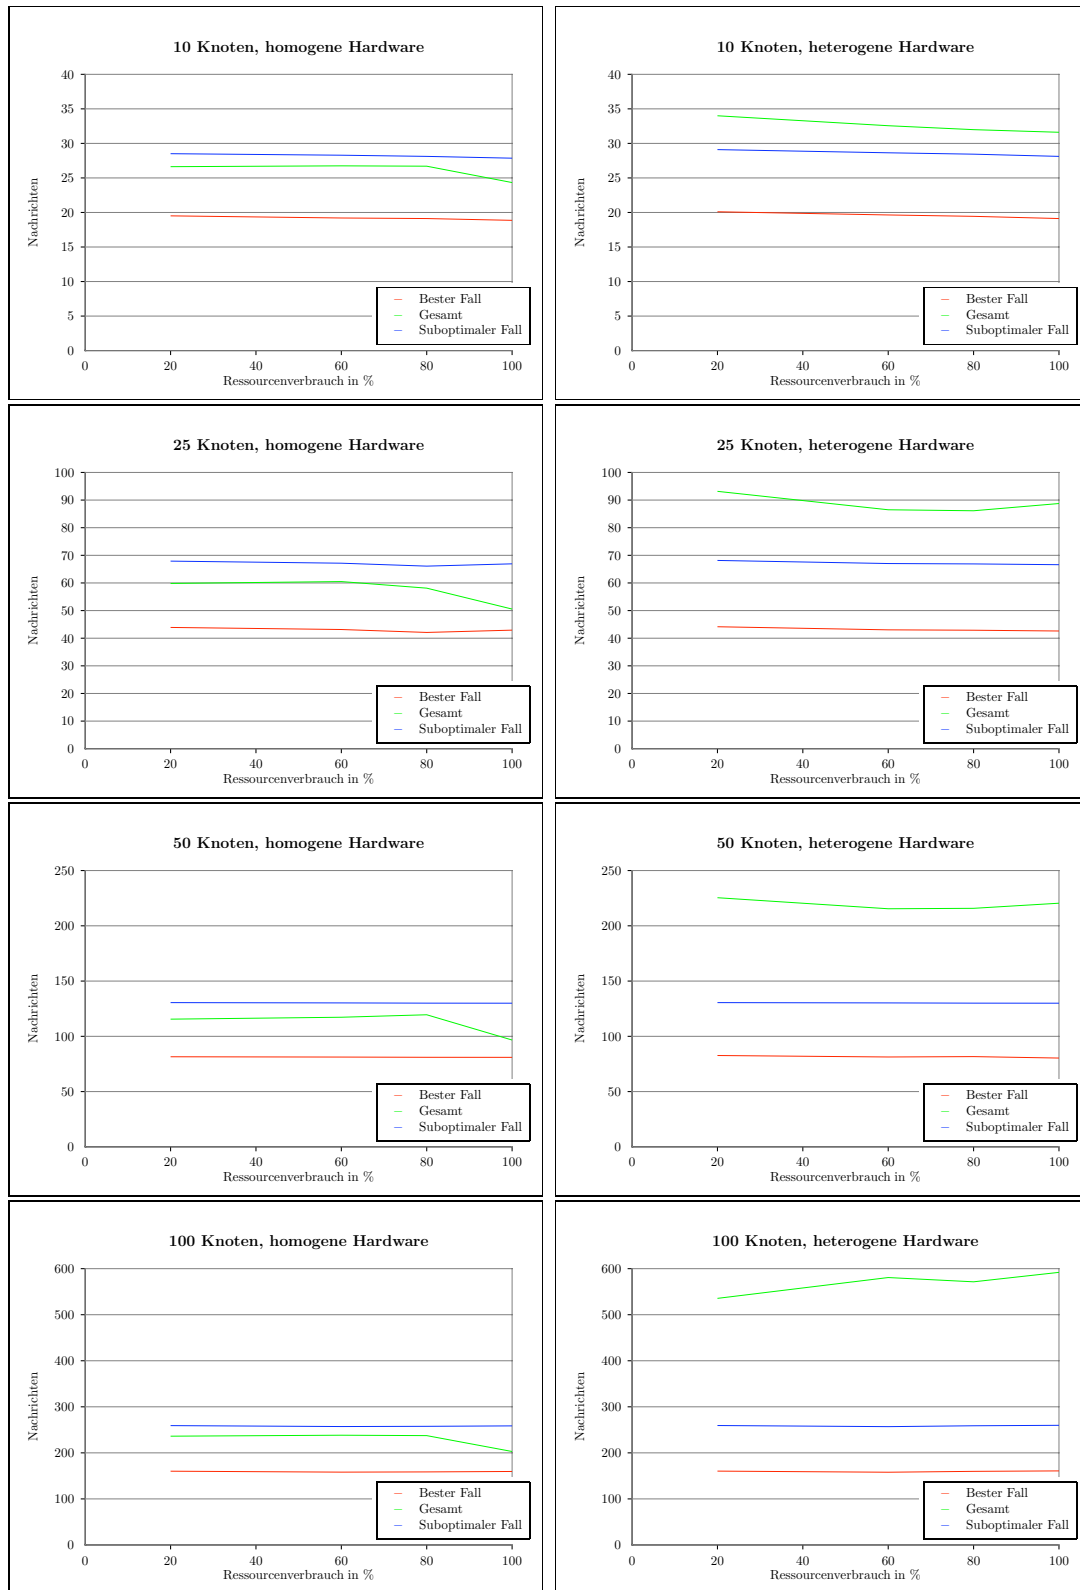 10 Knoten, homogene Hardware
40
35
30
25
20
15
10
5
0
Nachrichten
Bester Fall
Gesamt
Suboptimaler Fall
0 20 40 60 80 100
Ressourcenverbrauch in %
10 Knoten, heterogene Hardware
40
35
30
25
20
15
10
5
0
Nachrichten
Bester Fall
Gesamt
Suboptimaler Fall
0 20 40 60 80 100
Ressourcenverbrauch in %
25 Knoten, homogene Hardware
100
90
80
70
60
50
40
30
20
10
0
Nachrichten
Bester Fall
Gesamt
Suboptimaler Fall
0 20 40 60 80 100
Ressourcenverbrauch in %
25 Knoten, heterogene Hardware
100
90
80
70
60
50
40
30
20
10
0
Nachrichten
Bester Fall
Gesamt
Suboptimaler Fall
0 20 40 60 80 100
Ressourcenverbrauch in %
50 Knoten, homogene Hardware
250
200
150
100
50
0
Nachrichten
Bester Fall
Gesamt
Suboptimaler Fall
0 20 40 60 80 100
Ressourcenverbrauch in %
50 Knoten, heterogene Hardware
250
200
150
100
50
0
Nachrichten
Bester Fall
Gesamt
Suboptimaler Fall
0 20 40 60 80 100
Ressourcenverbrauch in %
100 Knoten, homogene Hardware
600
500
400
300
200
100
0
Nachrichten
Bester Fall
Gesamt
Suboptimaler Fall
0 20 40 60 80 100
Ressourcenverbrauch in %
100 Knoten, heterogene Hardware
600
500
400
300
200
100
0
Nachrichten
Bester Fall
Gesamt
Suboptimaler Fall
0 20 40 60 80 100
Ressourcenverbrauch in %